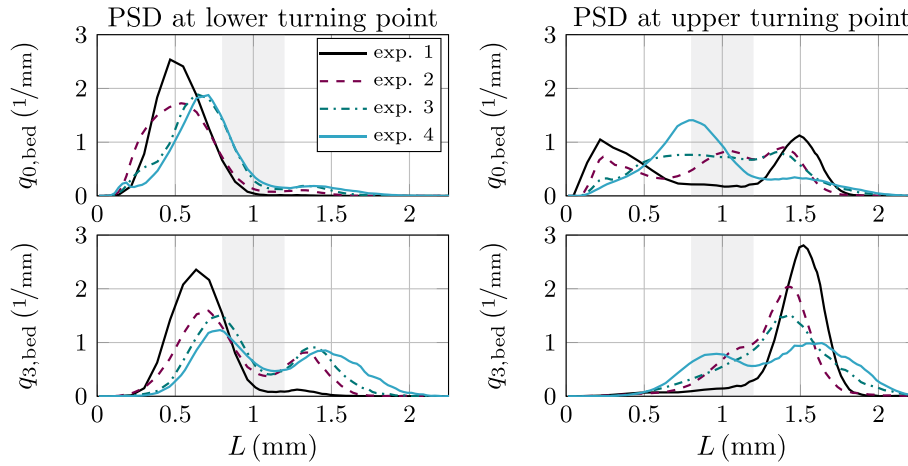 PSD at lower turning point
PSD at upper turning point
q0,bed (1/mm)
3
2
1
0
0 0.5 1 1.5 2
exp. 1
exp. 2
exp. 3
exp. 4
q0,bed (1/mm)
3
2
1
0
0 0.5 1 1.5 2
q3,bed (1/mm)
3
2
1
0
0 0.5 1 1.5 2
L (mm)
q3,bed (1/mm)
3
2
1
0
0 0.5 1 1.5 2
L (mm)